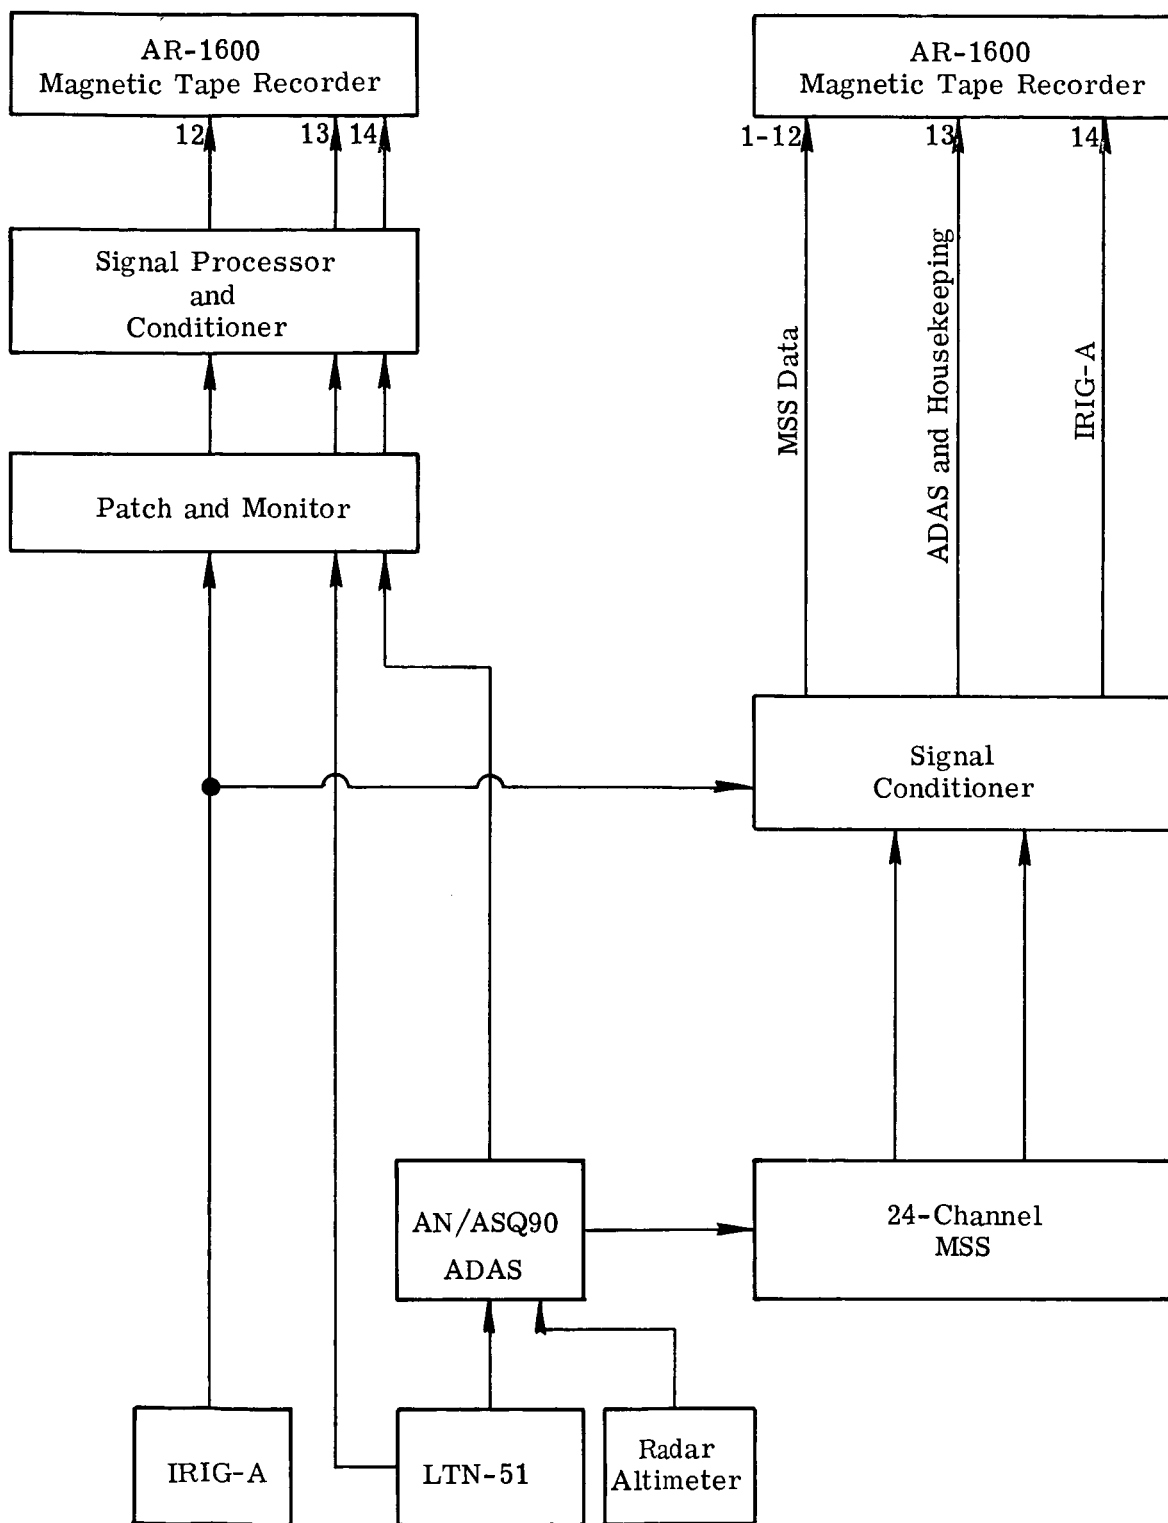 AR-1600
Magnetic Tape Recorder
12
13
14
Signal Processor
and
Conditioner
Patch and Monitor
AR-1600
Magnetic Tape Recorder
1-12
13
14
MSS Data
ADAS and Housekeeping
IRIG-A
Signal
Conditioner
AN/ASQ90
ADAS
24-Channel
MSS
IRIG-A
LTN-51
Radar
Altimeter